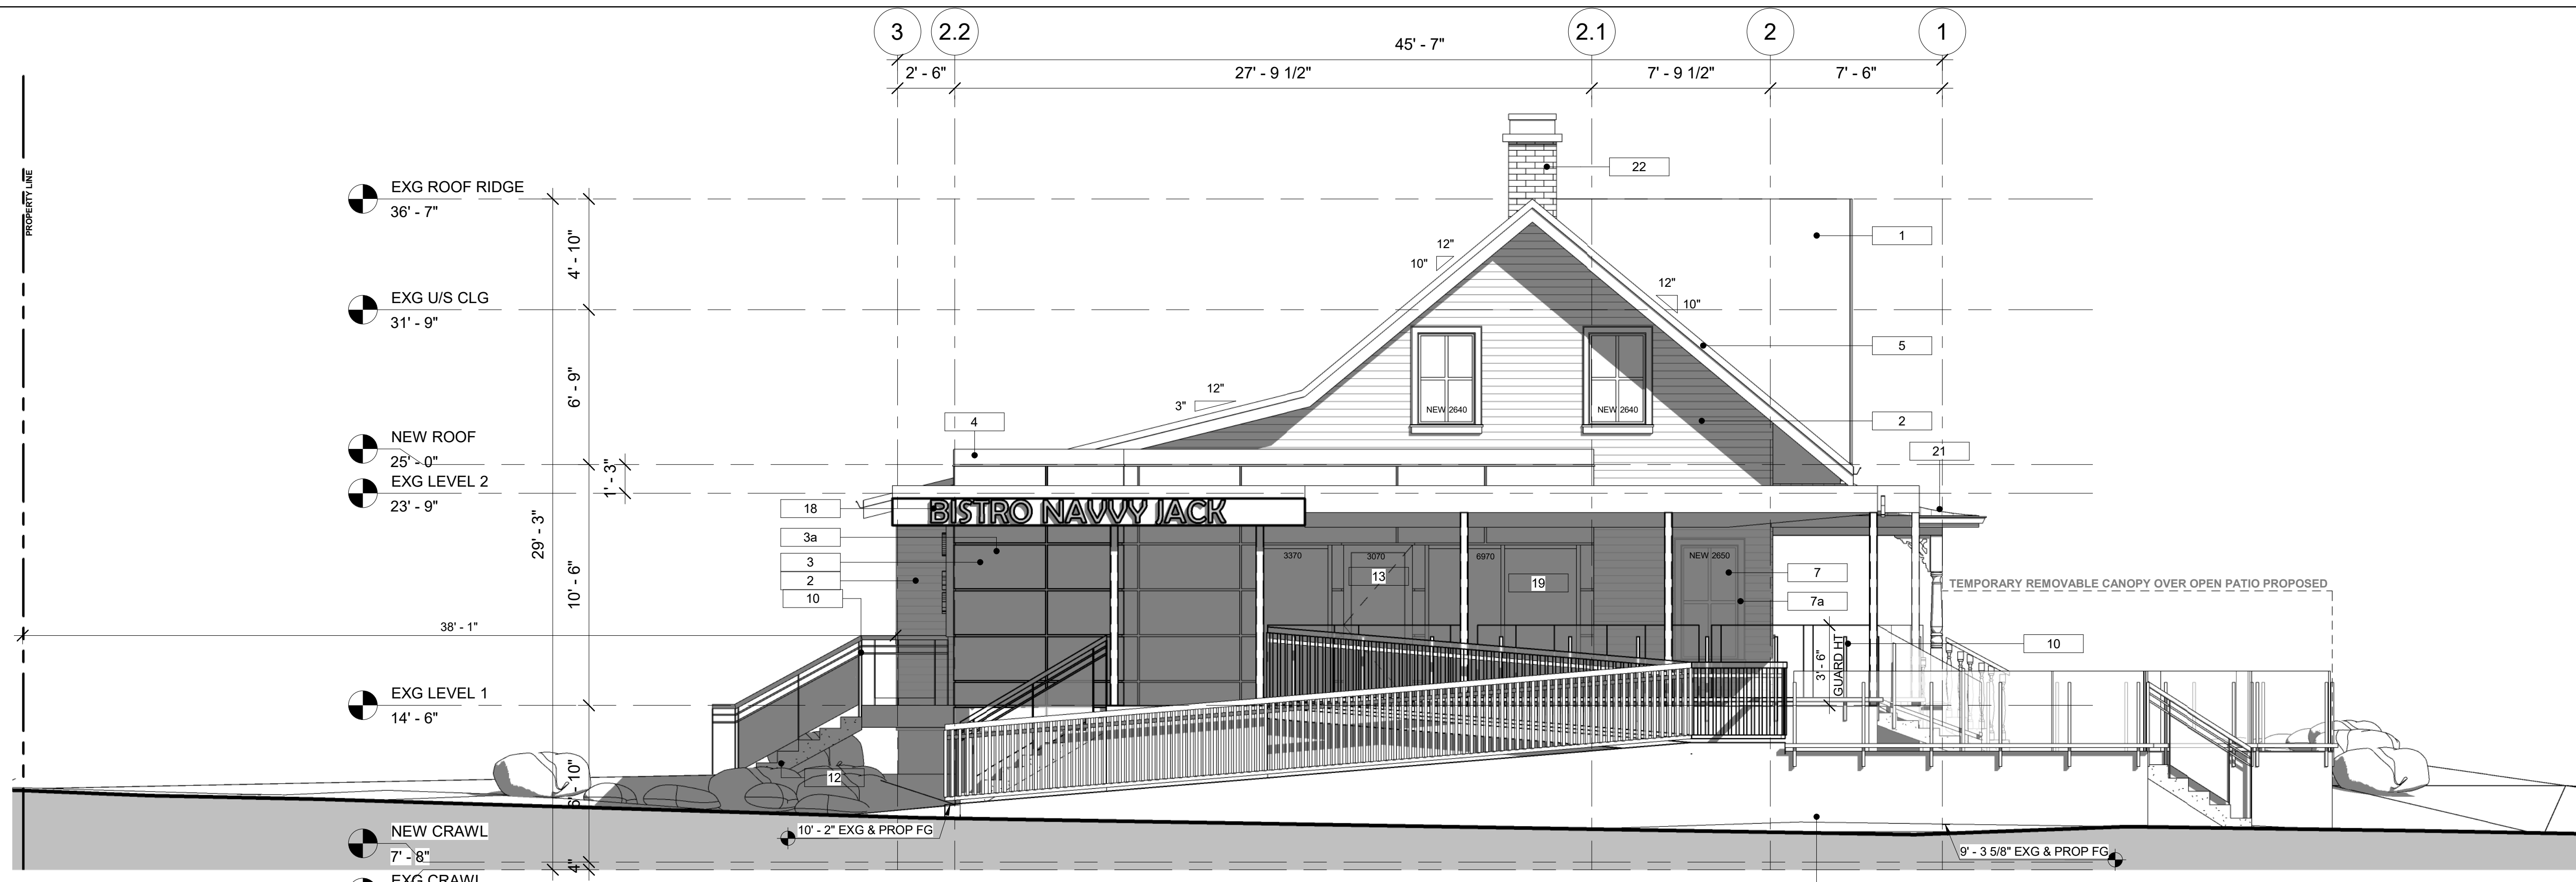 3 2.2 2.1 2 1
45' - 7"
2' - 6" 27' - 9 1/2" 7' - 9 1/2" 7' - 6"
PROPERTY LINE
22
EXG ROOF RIDGE
36' - 7"
4' - 10"
1
12"
10"
12"
10"
EXG U/S CLG
31' - 9"
5
6' - 9"
12"
3"
NEW 2640 NEW 2640
2
4
NEW ROOF
25' - 0"
1' - 3"
21
EXG LEVEL 2
23' - 9"
18
BISTRO NAVVY JACK
3a
3
2
10
29' - 3"
10' - 6"
3370 3070 6970 NEW 2650
13 19
7
7a
TEMPORARY REMOVABLE CANOPY OVER OPEN PATIO PROPOSED
38' - 1"
3' - 6"
GUARD HT
10
EXG LEVEL 1
14' - 6"
6' - 10"
12
10' - 2" EXG & PROP FG
NEW CRAWL
7' - 8"
4"
9' - 3 5/8" EXG & PROP FG
EXG CRAWL